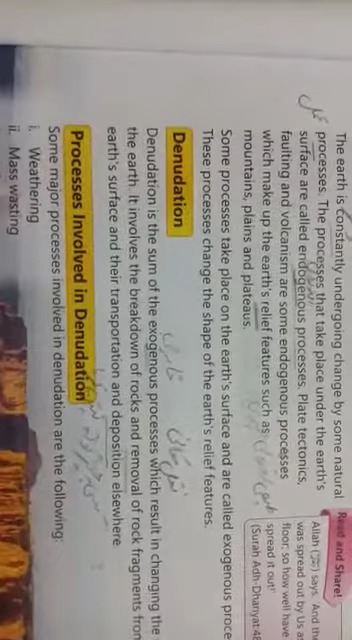 The earth is constantly undergoing change by some natural
processes. The processes that take place under the earth's
surface are called endogenous processes. Plate tectonics,
faulting and volcanism are some endogenous processes
which make up the earth's relief features such as
mountains, plains and plateaus.
Some processes take place on the earth's surface and are called exogenous proce
These processes change the shape of the earth's relief features.
Denudation
Denudation is the sum of the exogenous processes which result in changing the
the earth. It involves the breakdown of rocks and removal of rock fragments from
earth's surface and their transportation and deposition elsewhere.
Processes Involved in Denudation
Some major processes involved in denudation are the following:
i. Weathering
ii. Mass wasting
Read and Share!
Allah says: And th
was spread out by Us as
floor: so how well have
spread it out!'
(Surah Adh-Dhariyat:48